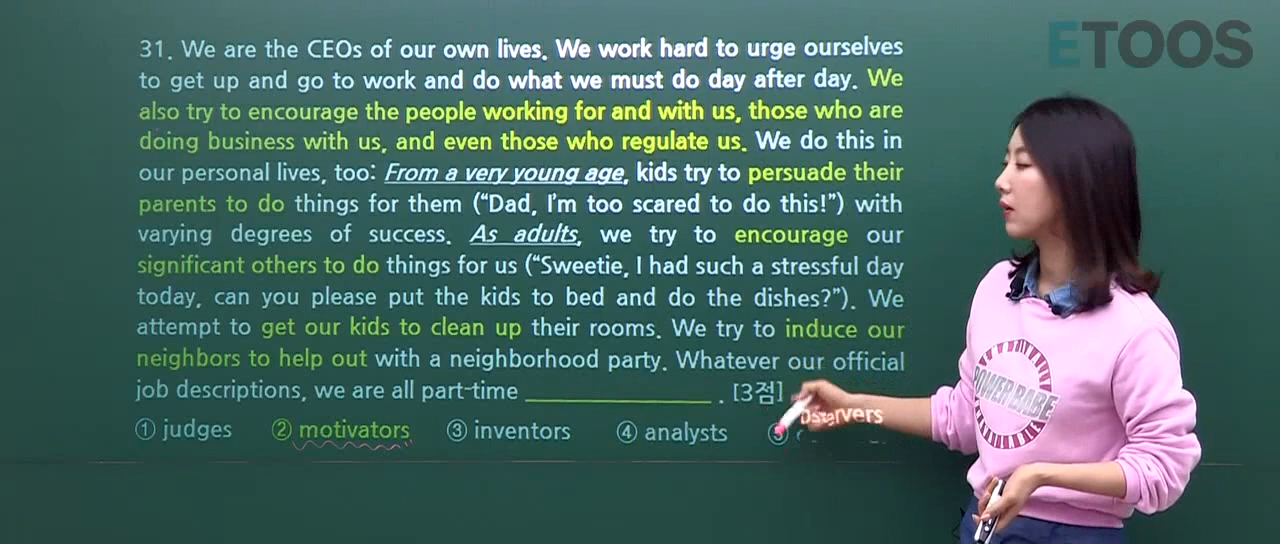 ETOOS
31. We are the CEOs of our own lives. We work hard to urge ourselves
to get up and go to work and do what we must do day after day. We
also try to encourage the people working for and with us, those who are
doing business with us, and even those who regulate us. We do this in
our personal lives, too: From a very young age, kids try to persuade their
parents to do things for them (“Dad, I’m too scared to do this!”) with
varying degrees of success. As adults, we try to encourage our
significant others to do things for us (“Sweetie, I had such a stressful day
today, can you please put the kids to bed and do the dishes?”). We
attempt to get our kids to clean up their rooms. We try to induce our
neighbors to help out with a neighborhood party. Whatever our official
job descriptions, we are all part-time ____________ . [3점]
① judges ② motivators ③ inventors ④ analysts ⑤
POWER BABE